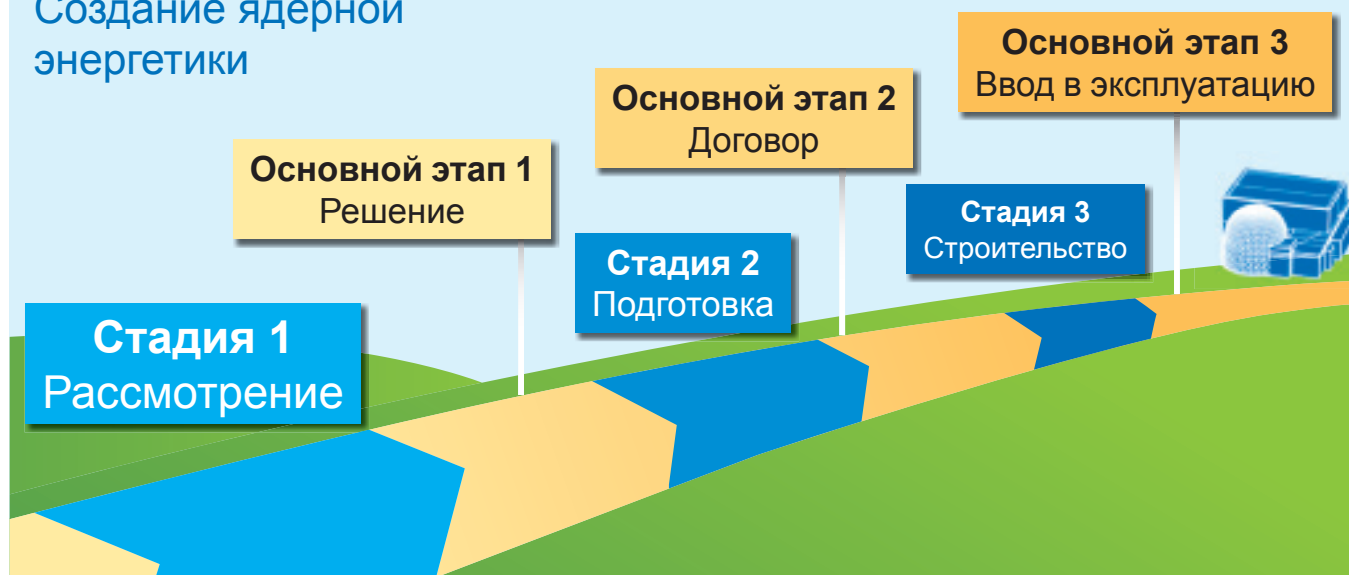 Создание ядерной
энергетики
Основной этап 3
Ввод в эксплуатацию
Основной этап 2
Договор
Основной этап 1
Решение
Стадия 3
Строительство
Стадия 2
Подготовка
Стадия 1
Рассмотрение